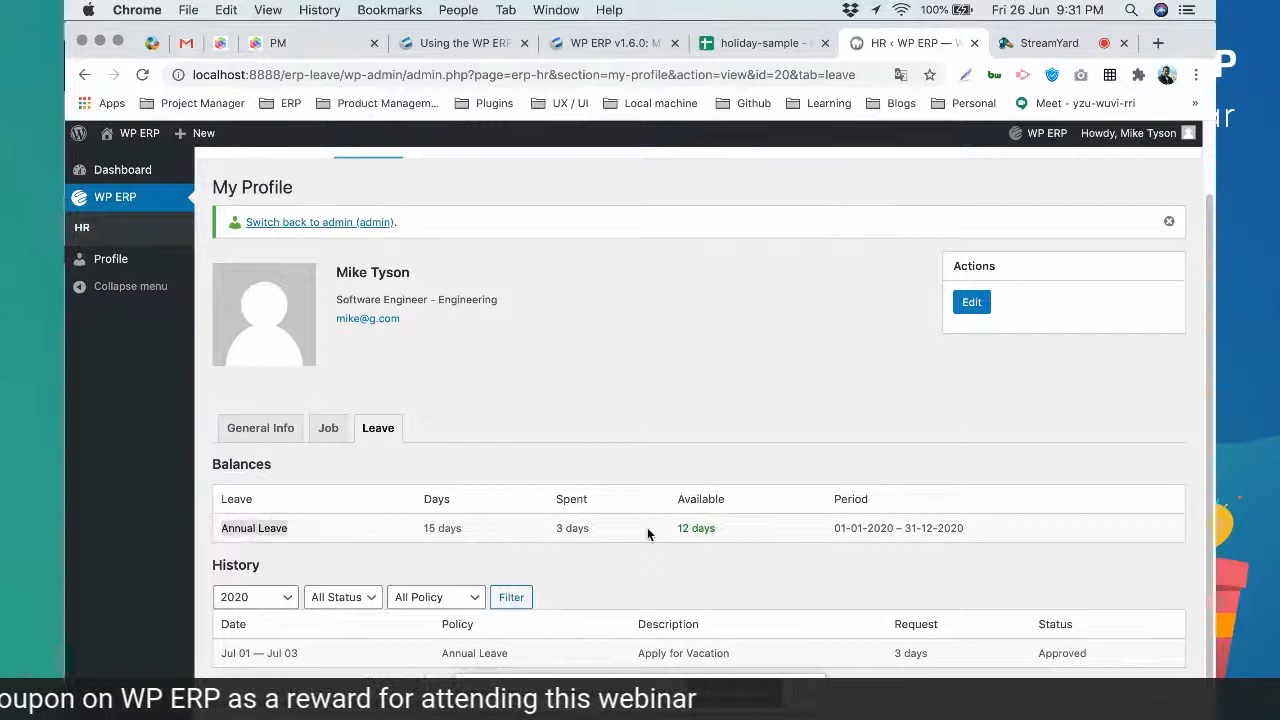 Chrome File Edit View History Bookmarks People Tab Window Help 100% Fri 26 Jun 9:31 PM
PM Using the WP ERP WP ERP v1.6.0: M holiday-sample - HR ‹ WP ERP — W StreamYard
localhost:8888/erp-leave/wp-admin/admin.php?page=erp-hr&section=my-profile&action=view&id=20&tab=leave
Apps Project Manager ERP Product Managem... Plugins UX / UI Local machine Github Learning Blogs Personal Meet - yzu-wuvi-rri »
WP ERP New WP ERP Howdy, Mike Tyson
Dashboard
WP ERP
HR
Profile
Collapse menu
My Profile
Switch back to admin (admin).
Mike Tyson
Software Engineer - Engineering
mike@g.com
Actions
Edit
General Info Job Leave
Balances
Leave Days Spent Available Period
Annual Leave 15 days 3 days 12 days 01-01-2020 – 31-12-2020
History
2020 All Status All Policy Filter
Date Policy Description Request Status
Jul 01 — Jul 03 Annual Leave Apply for Vacation 3 days Approved
oupon on WP ERP as a reward for attending this webinar